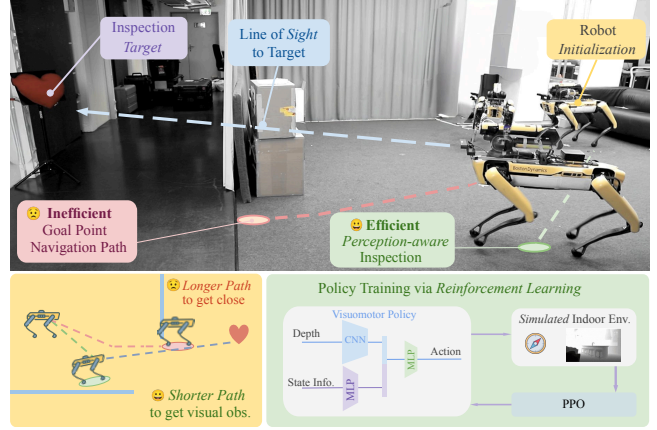 Inspection
Target
Line of Sight
to Target
Robot
Initialization
BostonDynamics
Inefficient
Goal Point
Navigation Path
Efficient
Perception-aware
Inspection
Longer Path
to get close
Shorter Path
to get visual obs.
Policy Training via Reinforcement Learning
Visuomotor Policy
Depth
CNN
State Info.
MLP
MLP
Action
Simulated Indoor Env.
PPO